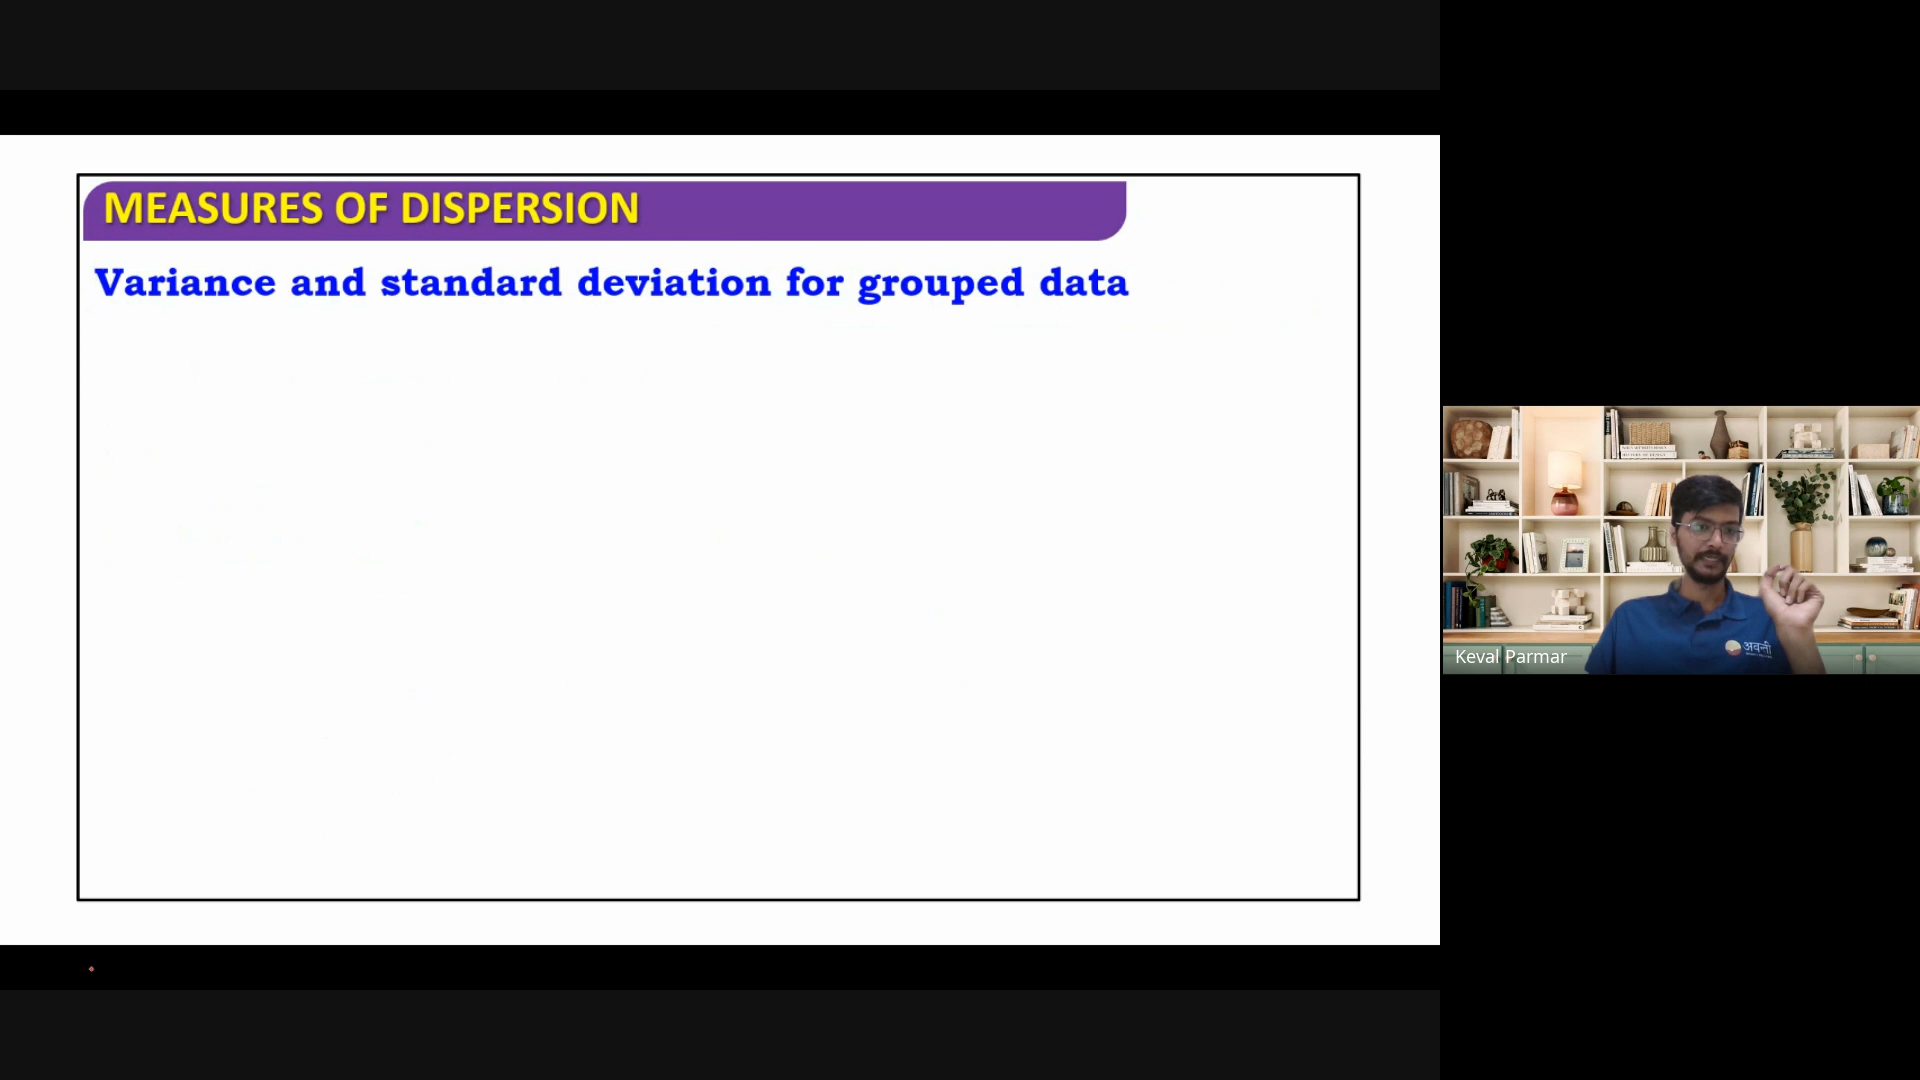 MEASURES OF DISPERSION
Variance and standard deviation for grouped data
Keval Parmar
अवन्ती